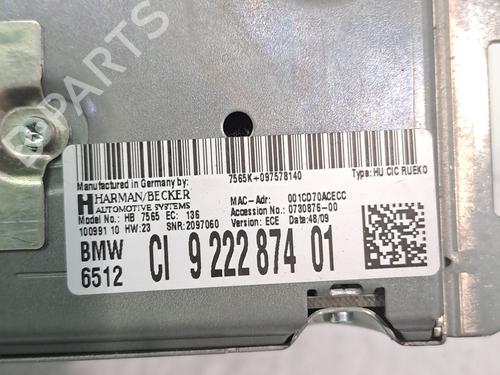 B-PARTS
Manufactured in Germany by:
7565K+097578140
Type: HU CIC RUEKO
HARMAN/BECKER
AUTOMOTIVE SYSTEMS
MAC-Adr: 001CD70ACECC
Model No.: HB 7565 EC: 136
Accession No.: 0730876-00
10099110 HW: 23 SNR: 2097060
Version: ECE Date: 48/09
BMW
6512
CI 9 222 874 01